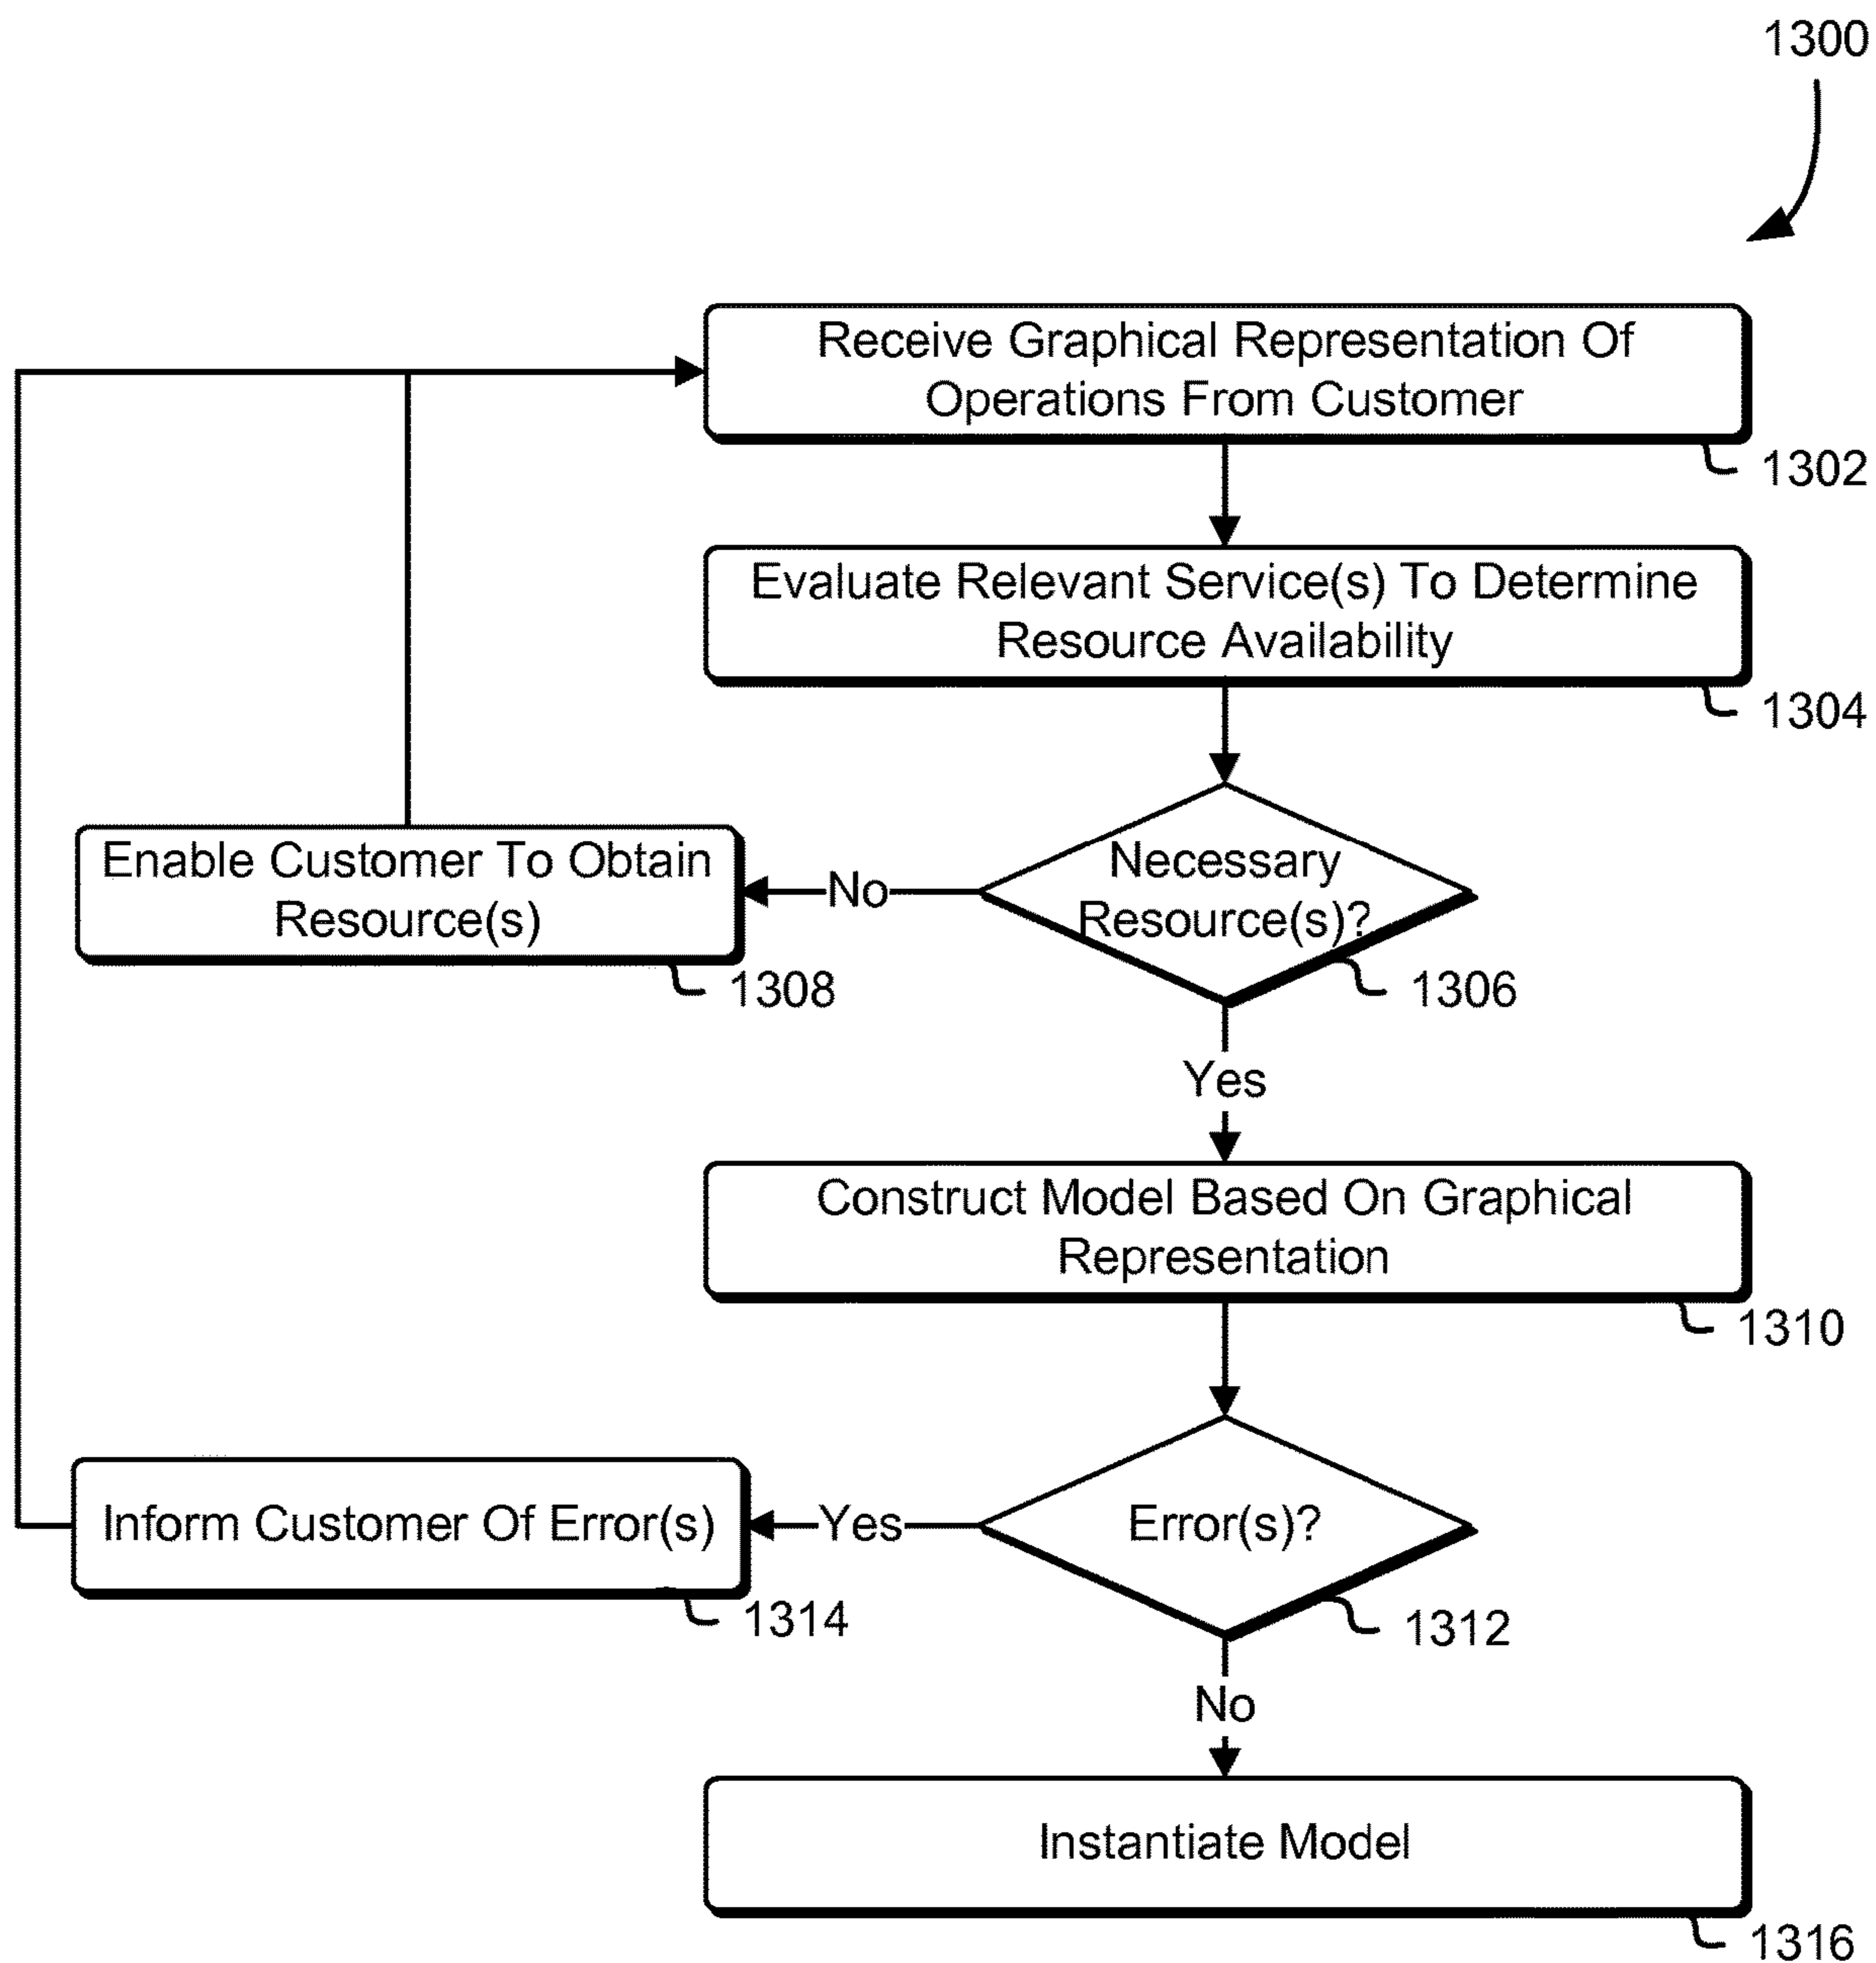 1300
Receive Graphical Representation Of
Operations From Customer
1302
Evaluate Relevant Service(s) To Determine
Resource Availability
1304
Enable Customer To Obtain
Resource(s)
1308
No
Necessary
Resource(s)?
1306
Yes
Construct Model Based On Graphical
Representation
1310
Inform Customer Of Error(s)
1314
Yes
Error(s)?
1312
No
Instantiate Model
1316